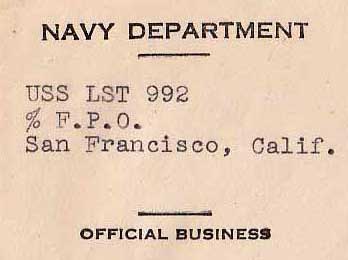 NAVY DEPARTMENT
USS LST 992
% F.P.O.
San Francisco, Calif.
OFFICIAL BUSINESS